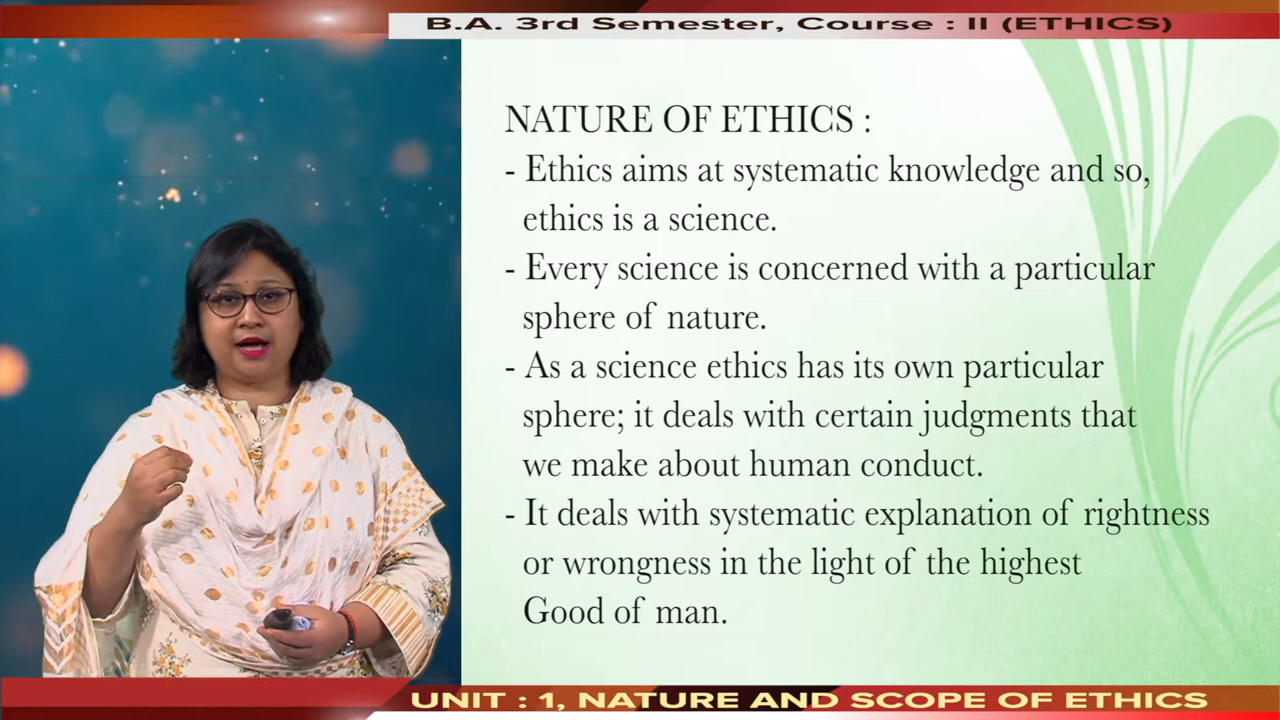 B.A. 3rd Semester, Course : II (ETHICS)
NATURE OF ETHICS :
- Ethics aims at systematic knowledge and so,
ethics is a science.
- Every science is concerned with a particular
sphere of nature.
- As a science ethics has its own particular
sphere; it deals with certain judgments that
we make about human conduct.
- It deals with systematic explanation of rightness
or wrongness in the light of the highest
Good of man.
UNIT : 1, NATURE AND SCOPE OF ETHICS